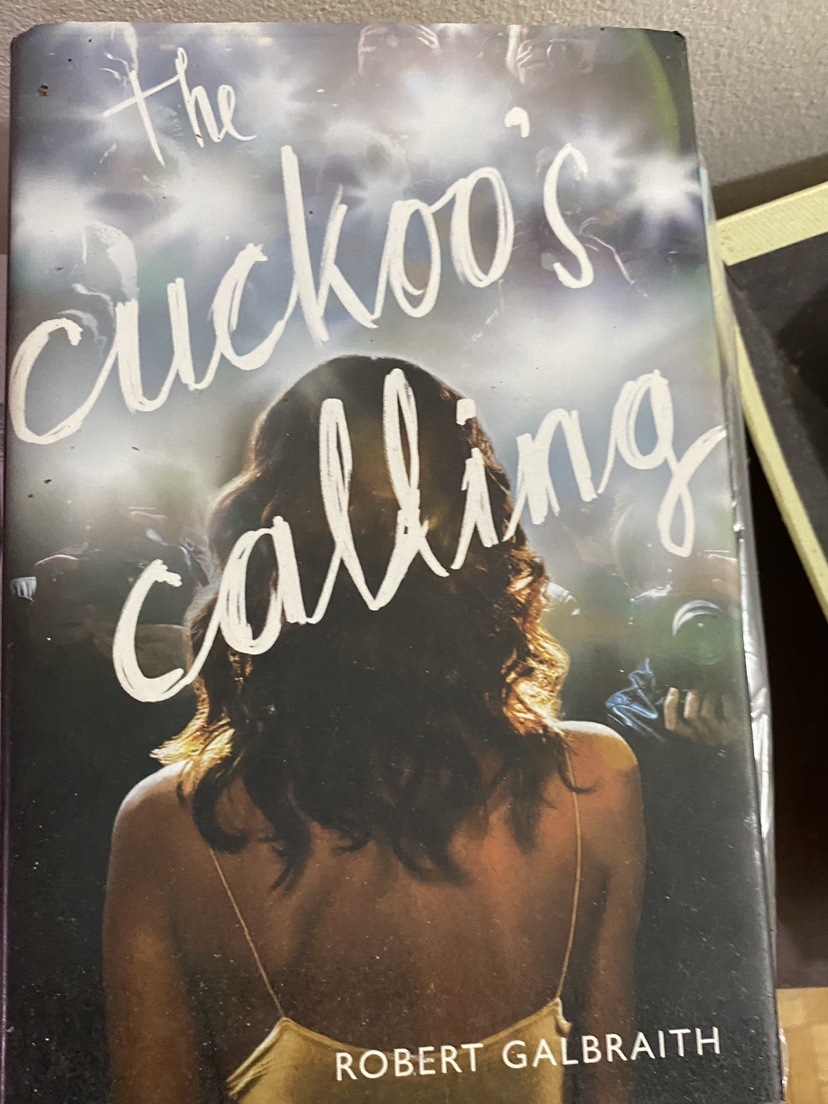 The
cuckoo's
calling
ROBERT GALBRAITH